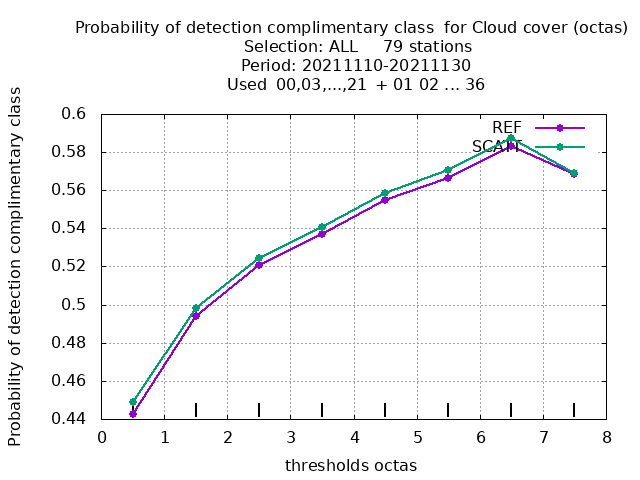 Probability of detection complimentary class for Cloud cover (octas)
Selection: ALL 79 stations
Period: 20211110-20211130
Used 00,03,...,21 + 01 02 ... 36
Probability of detection complimentary class
0.6
0.58
0.56
0.54
0.52
0.5
0.48
0.46
0.44
REF
SCATT
0 1 2 3 4 5 6 7 8
thresholds octas